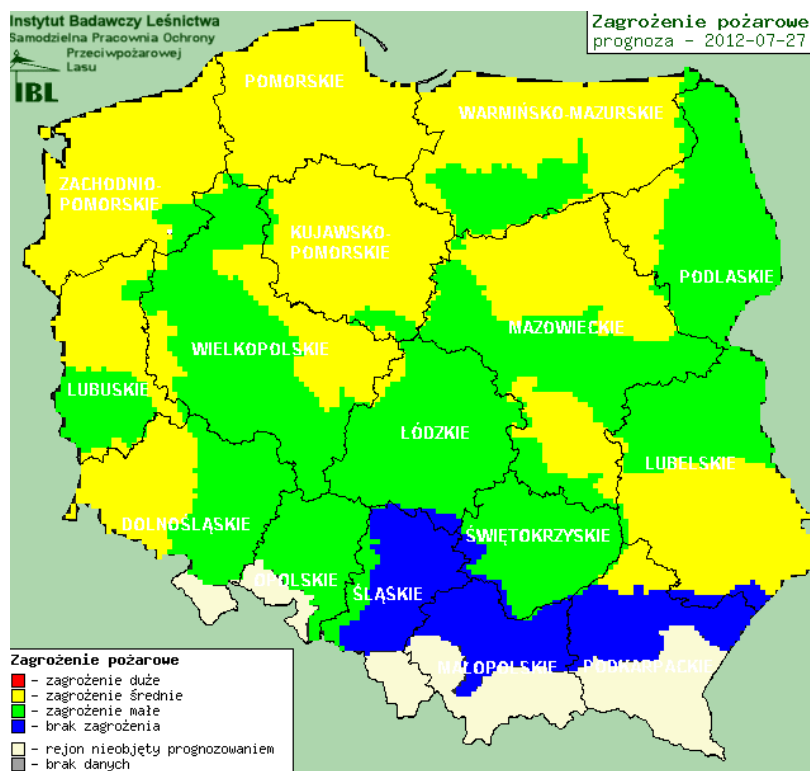 Instytut Badawczy Leśnictwa
Samodzielna Pracownia Ochrony
Przeciwpożarowej
Lasu
IBL
Zagrożenie pożarowe
prognoza - 2012-07-27
POMORSKIE
WARMIŃSKO-MAZURSKIE
ZACHODNIO-
POMORSKIE
KUJAWSKO-
POMORSKIE
PODLASKIE
MAZOWIECKIE
WIELKOPOLSKIE
LUBUSKIE
ŁÓDZKIE
LUBELSKIE
DOLNOŚLĄSKIE
ŚWIĘTOKRZYSKIE
OPOLSKIE
ŚLĄSKIE
MAŁOPOLSKIE
PODKARPACKIE
Zagrożenie pożarowe
- zagrożenie duże
- zagrożenie średnie
- zagrożenie małe
- brak zagrożenia
- rejon nieobjęty prognozowaniem
- brak danych